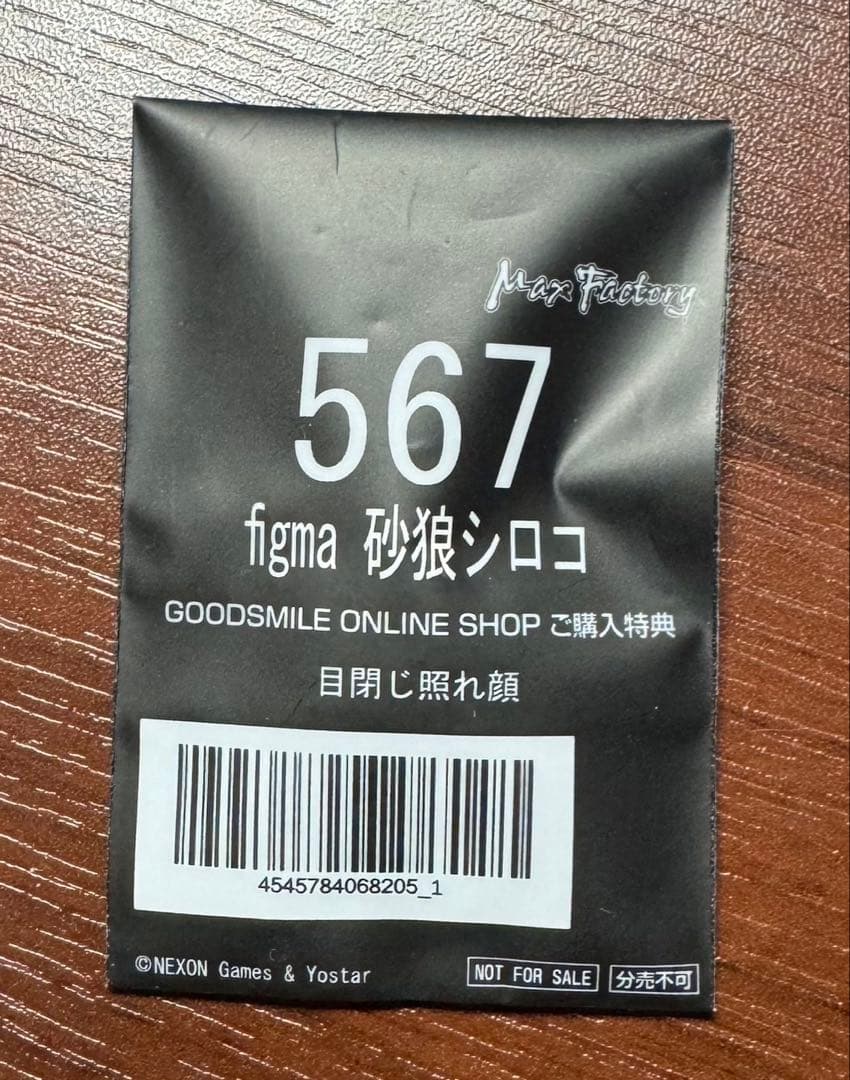 Max Factory
567
figma 砂狼シロコ
GOODSMILE ONLINE SHOP ご購入特典
目閉じ照れ顔
4545784068205_1
©NEXON Games & Yostar
NOT FOR SALE 分売不可